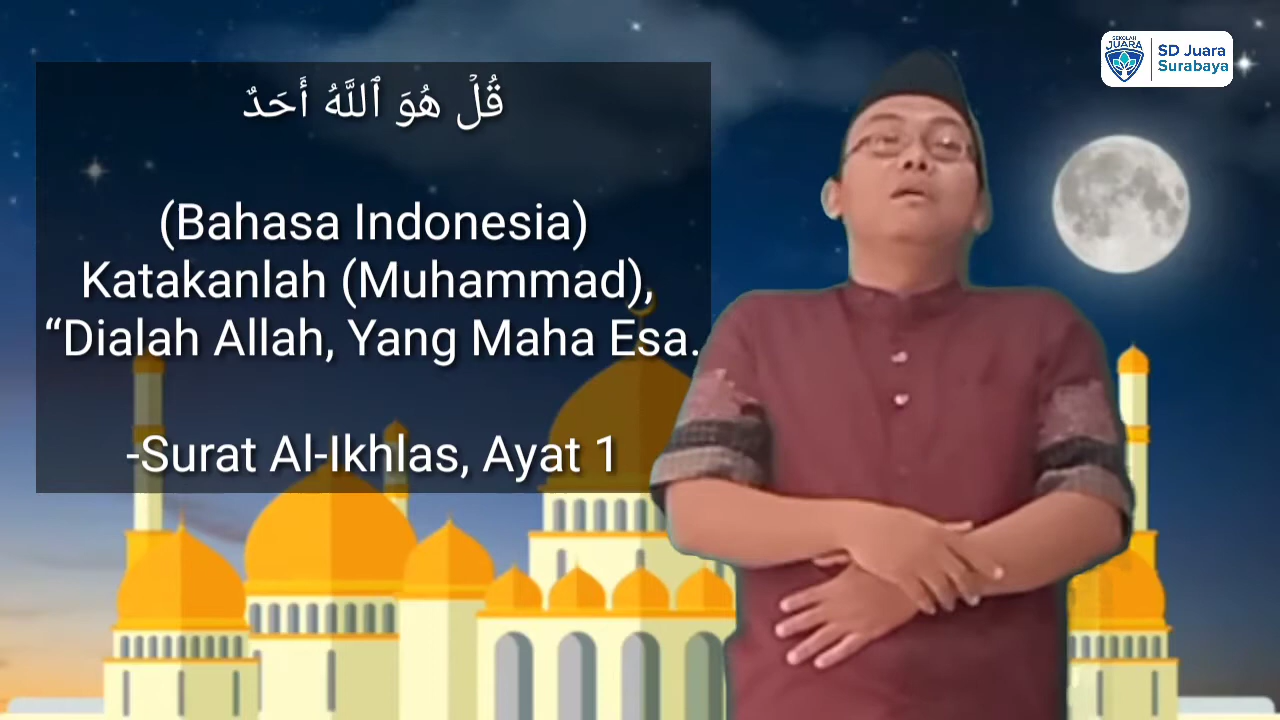 قُلۡ هُوَ ٱللَّهُ أَحَدٌ
(Bahasa Indonesia)
Katakanlah (Muhammad),
“Dialah Allah, Yang Maha Esa.
-Surat Al-Ikhlas, Ayat 1
SEKOLAH
JUARA
SD Juara
Surabaya